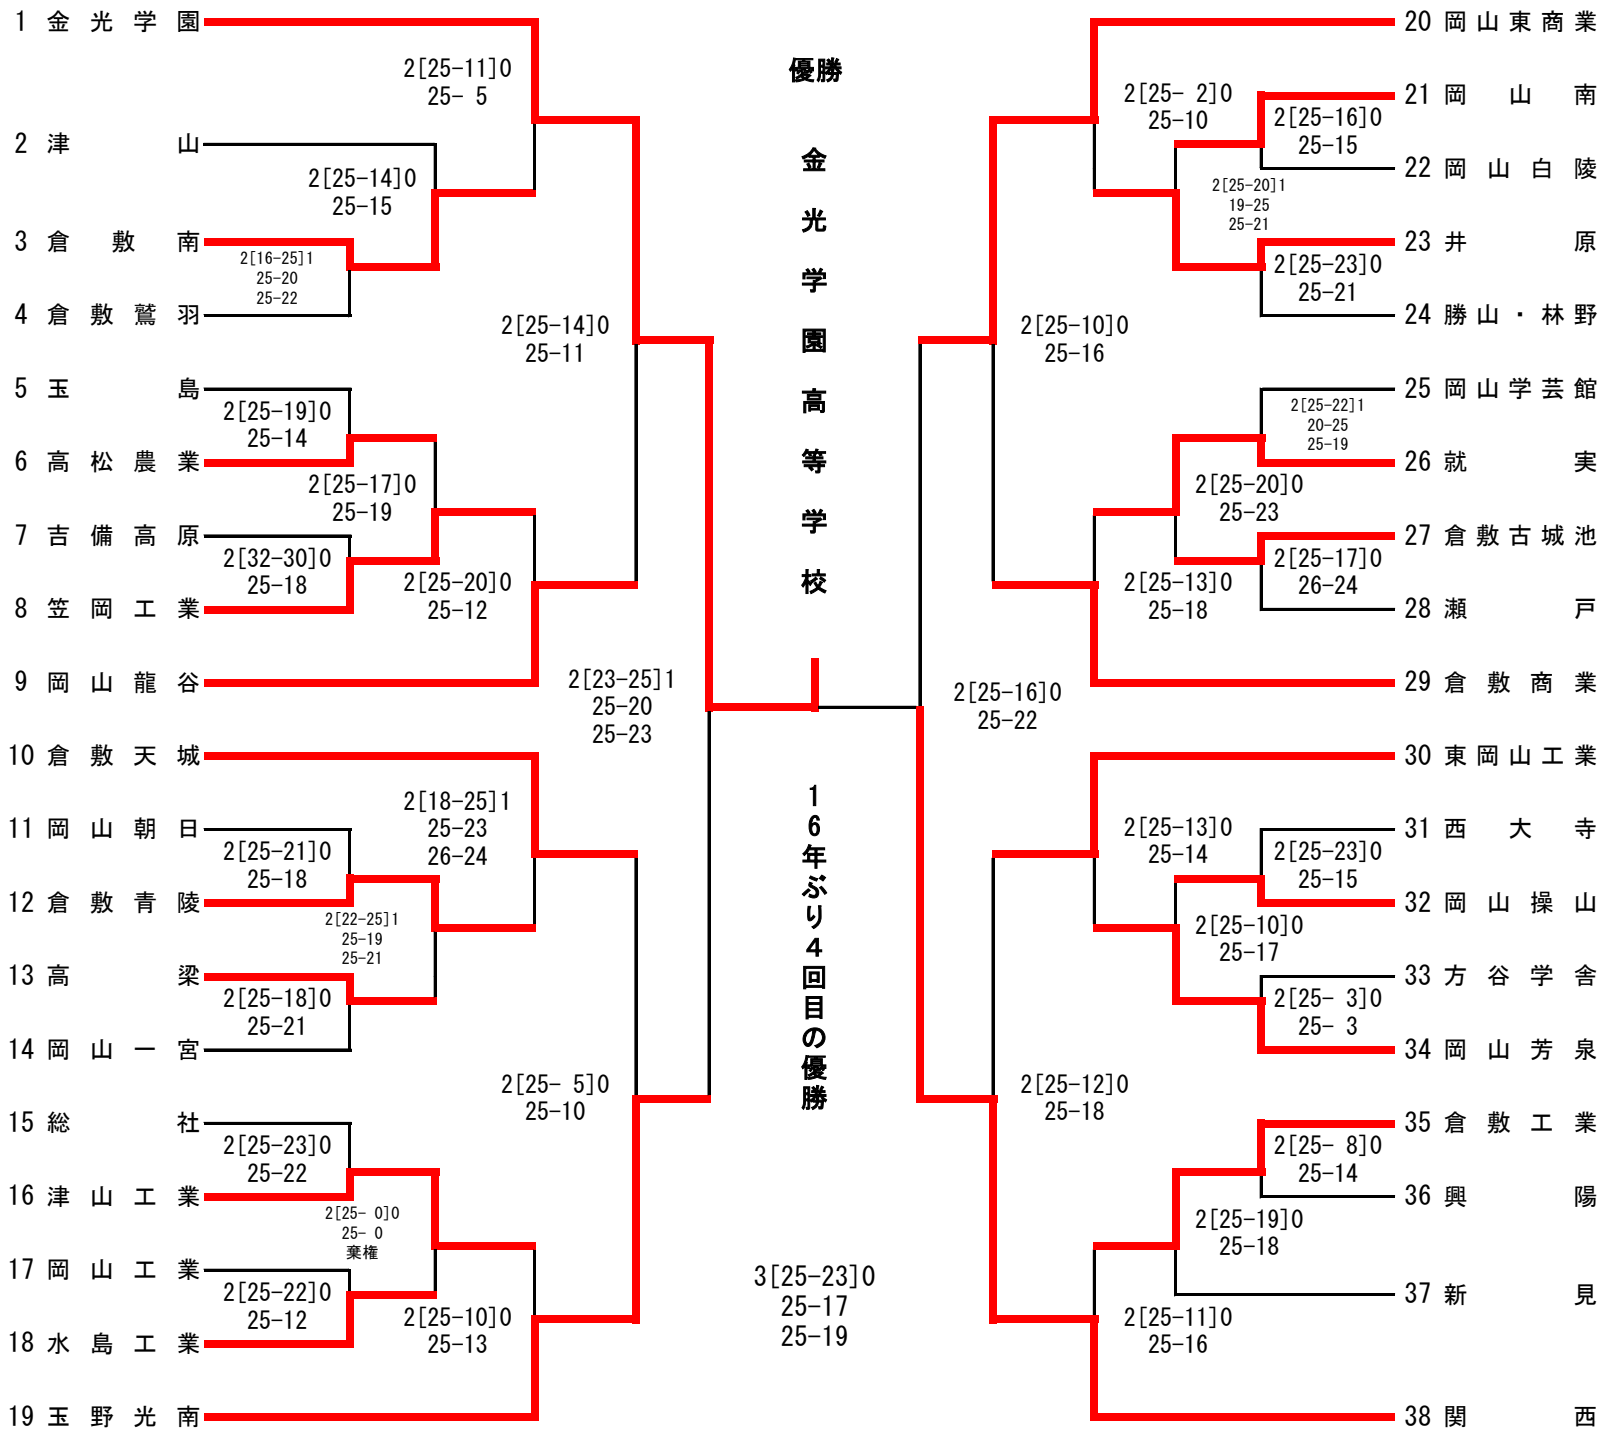 1 金光学園
2[25-11]0
25- 5
2 津山
2[25-14]0
25-15
3 倉敷南
2[16-25]1
25-20
25-22
4 倉敷鷲羽
2[25-14]0
25-11
5 玉島
2[25-19]0
25-14
6 高松農業
2[25-17]0
25-19
7 吉備高原
2[32-30]0
25-18
8 笠岡工業
2[25-20]0
25-12
9 岡山龍谷
2[23-25]1
25-20
25-23
10 倉敷天城
2[18-25]1
25-23
26-24
11 岡山朝日
2[25-21]0
25-18
12 倉敷青陵
2[22-25]1
25-19
25-21
13 高梁
2[25-18]0
25-21
14 岡山一宮
2[25- 5]0
25-10
15 総社
2[25-23]0
25-22
16 津山工業
2[25- 0]0
25- 0
棄権
17 岡山工業
2[25-22]0
25-12
18 水島工業
2[25-10]0
25-13
19 玉野光南
優勝
金光学園高等学校
16年ぶり4回目の優勝
3[25-23]0
25-17
25-19
20 岡山東商業
2[25- 2]0
25-10
21 岡山南
2[25-16]0
25-15
22 岡山白陵
2[25-20]1
19-25
25-21
23 井原
2[25-23]0
25-21
24 勝山・林野
2[25-10]0
25-16
25 岡山学芸館
2[25-22]1
20-25
25-19
26 就実
2[25-20]0
25-23
27 倉敷古城池
2[25-17]0
26-24
2[25-13]0
25-18
28 瀬戸
29 倉敷商業
2[25-16]0
25-22
30 東岡山工業
2[25-13]0
25-14
31 西大寺
2[25-23]0
25-15
32 岡山操山
2[25-10]0
25-17
33 方谷学舎
2[25- 3]0
25- 3
34 岡山芳泉
2[25-12]0
25-18
35 倉敷工業
2[25- 8]0
25-14
36 興陽
2[25-19]0
25-18
37 新見
2[25-11]0
25-16
38 関西